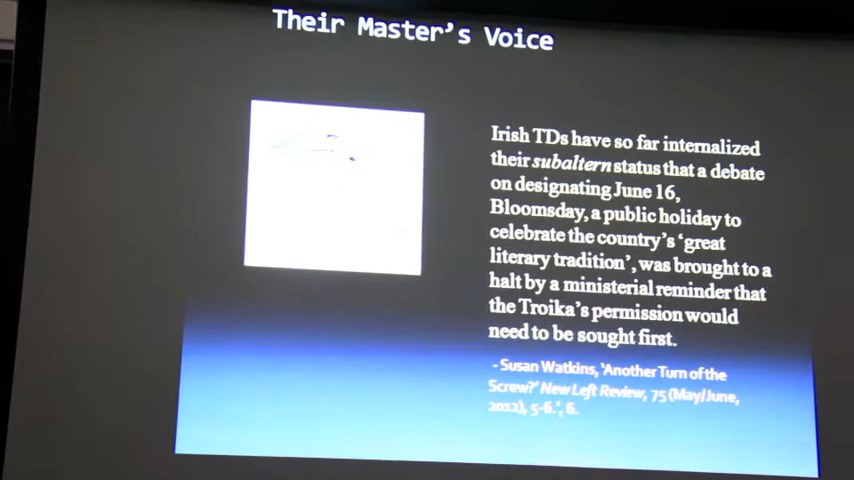 Their Master's Voice
Irish TDs have so far internalized
their subaltern status that a debate
on designating June 16,
Bloomsday, a public holiday to
celebrate the country's 'great
literary tradition', was brought to a
halt by a ministerial reminder that
the Troika's permission would
need to be sought first.
- Susan Watkins, 'Another Turn of the
Screw?' New Left Review, 75 (May/June,
2012), 5-6.', 6.